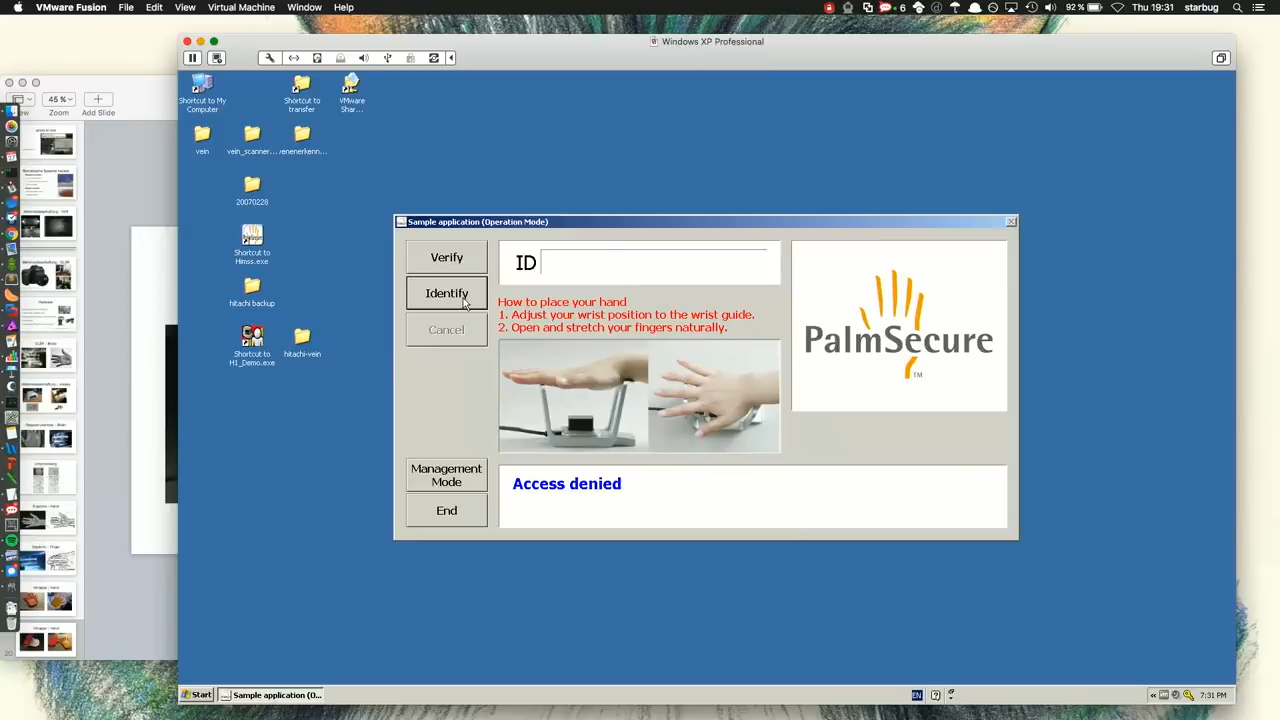 VMware Fusion File Edit View Virtual Machine Window Help
6 92 % Thu 19:31 starbug
Windows XP Professional
45 %
Zoom Add Slide
Shortcut to My Computer
Shortcut to transfer
VMware Shar...
vein
vein_scanner...
venenerkenn...
20070228
Shortcut to Himss.exe
hitachi backup
Shortcut to H1_Demo.exe
hitachi-vein
Sample application (Operation Mode)
Verify
ID
Identify
How to place your hand
1. Adjust your wrist position to the wrist guide.
2. Open and stretch your fingers naturally.
Cancel
PalmSecure
TM
Management
Mode
Access denied
End
20
Start Sample application (O... EN 7:31 PM